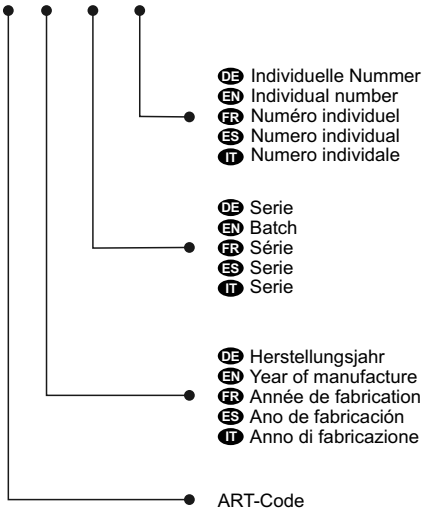 DE Individuelle Nummer
EN Individual number
FR Numéro individuel
ES Numero individual
IT Numero individale
DE Serie
EN Batch
FR Série
ES Serie
IT Serie
DE Herstellungsjahr
EN Year of manufacture
FR Année de fabrication
ES Ano de fabricación
IT Anno di fabricazione
ART-Code